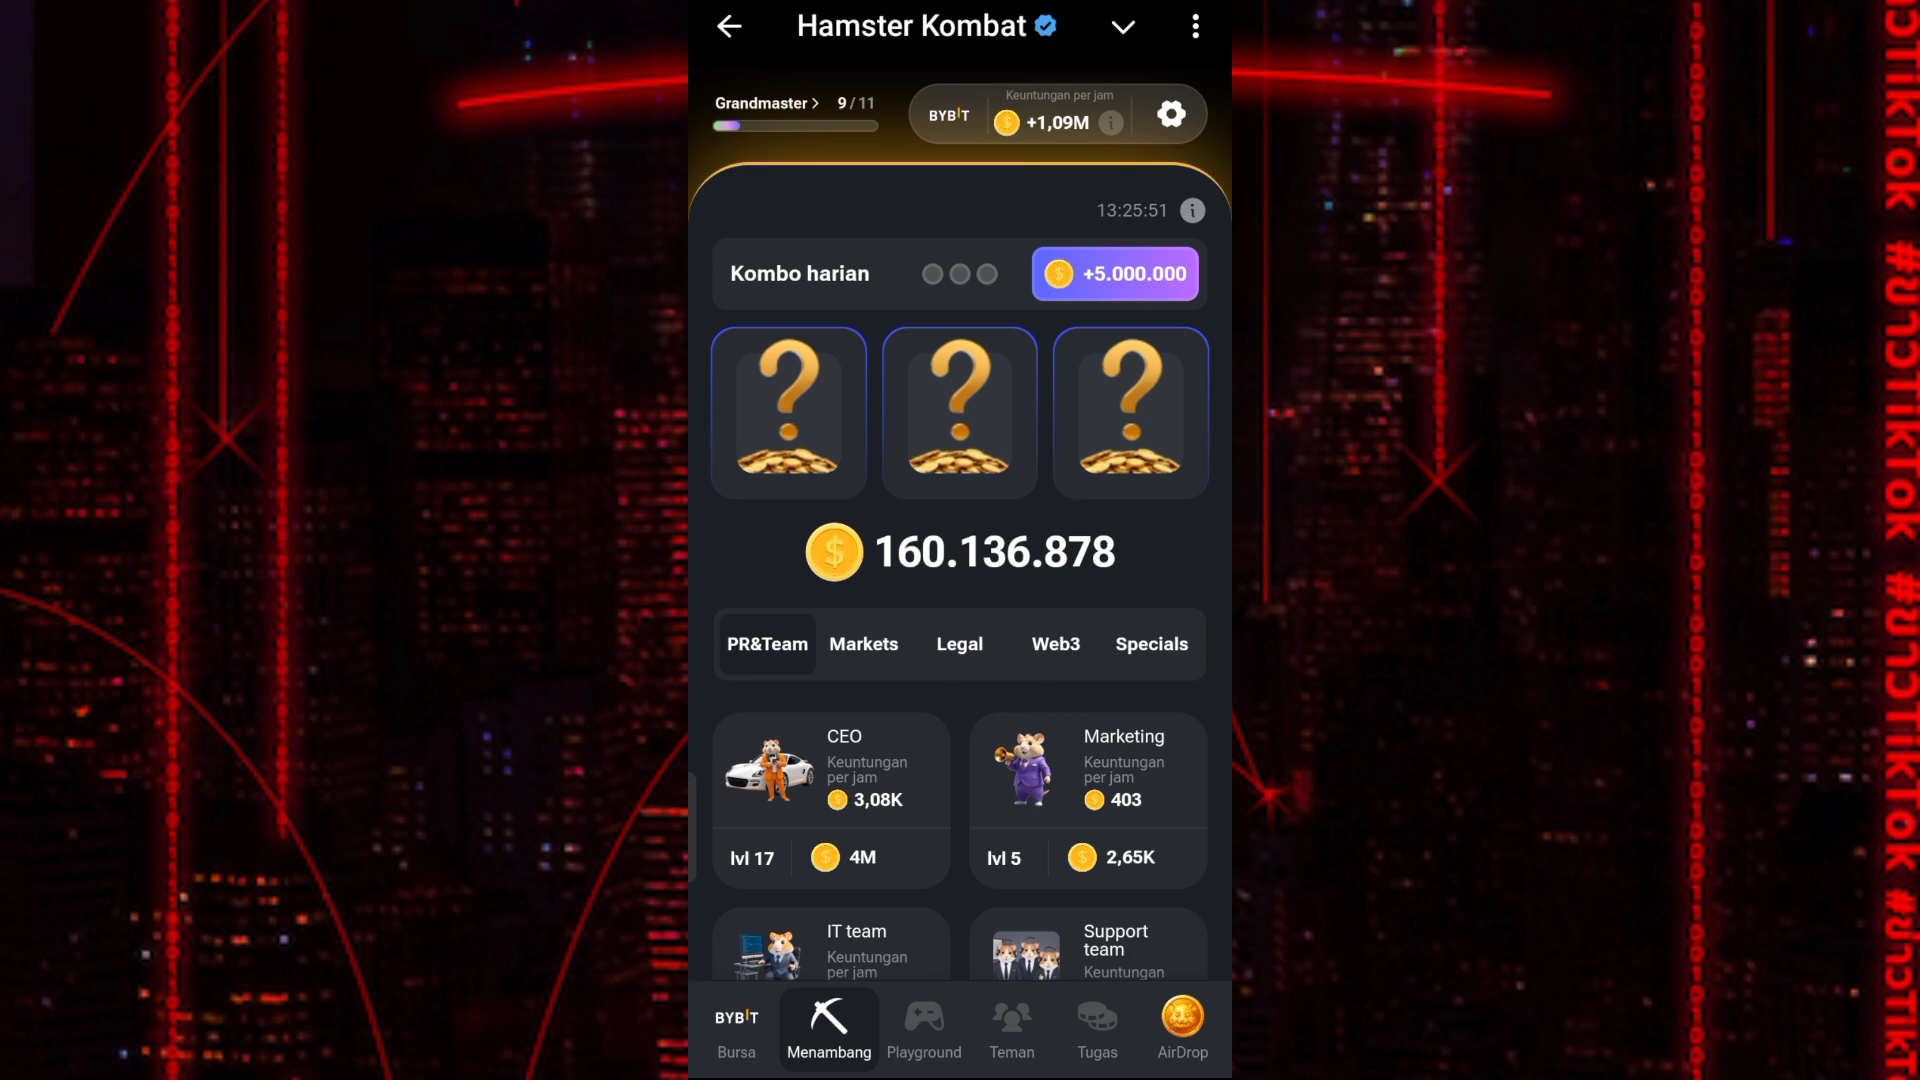 Hamster Kombat
Grandmaster > 9 / 11
BYBIT
Keuntungan per jam
+1,09M
13:25:51
Kombo harian
+5.000.000
160.136.878
PR&Team Markets Legal Web3 Specials
CEO
Keuntungan
per jam
3,08K
lvl 17 4M
Marketing
Keuntungan
per jam
403
lvl 5 2,65K
IT team
Keuntungan
per jam
Support
team
Keuntungan
BYBIT
Bursa Menambang Playground Teman Tugas AirDrop